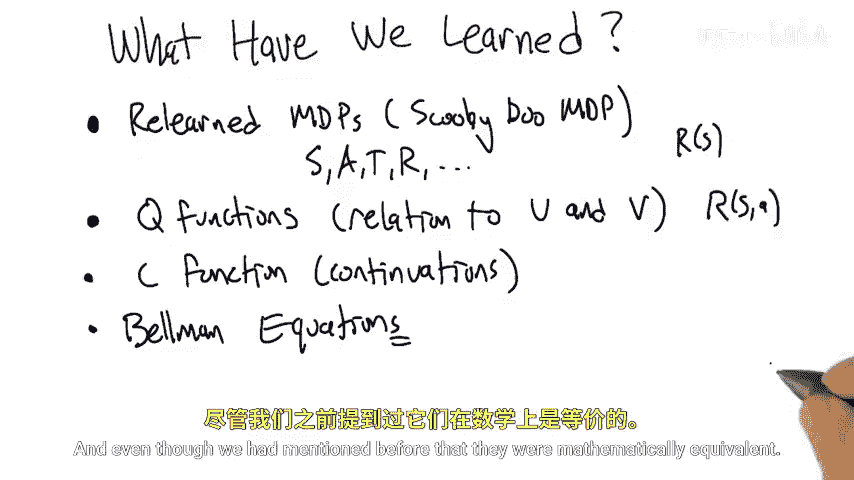 What Have We Learned?
• Relearned MDPs (Scooby Doo MDP)
R(s)
S, A, T, R, ...
• Q functions (relation to U and V) R(s,a)
• C function (continuations)
• Bellman Equations
尽管我们之前提到过它们在数学上是等价的。
And even though we had mentioned before that they were mathematically equivalent.